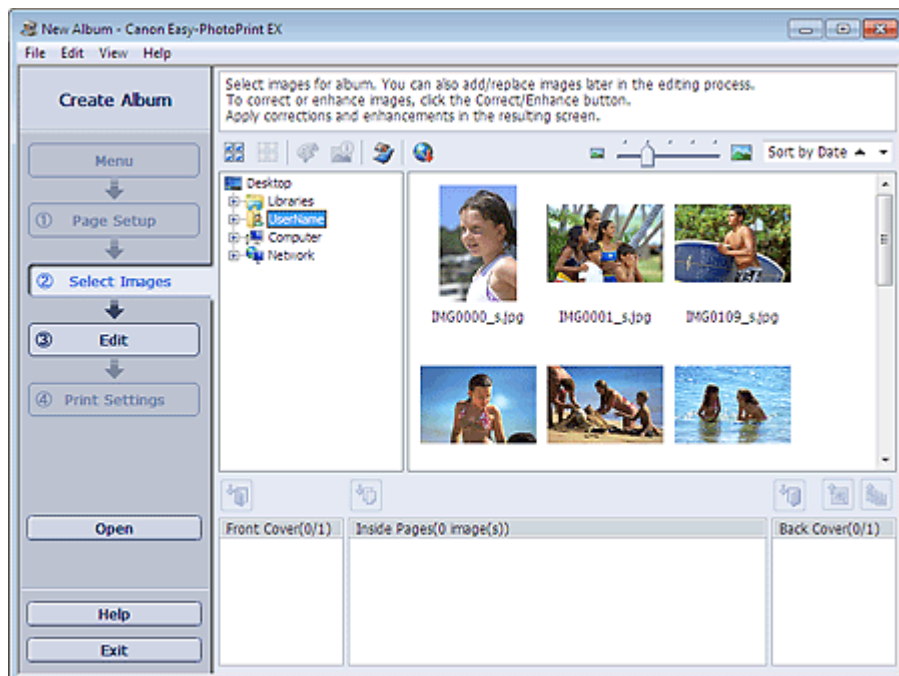 New Album - Canon Easy-PhotoPrint EX
File Edit View Help
Create Album
Select images for album. You can also add/replace images later in the editing process.
To correct or enhance images, click the Correct/Enhance button.
Apply corrections and enhancements in the resulting screen.
Menu
① Page Setup
② Select Images
③ Edit
④ Print Settings
Open
Help
Exit
Sort by Date
Desktop
Libraries
UserName
Computer
Network
IMG0000_s.jpg IMG0001_s.jpg IMG0109_s.jpg
Front Cover(0/1) Inside Pages(0 image(s)) Back Cover(0/1)